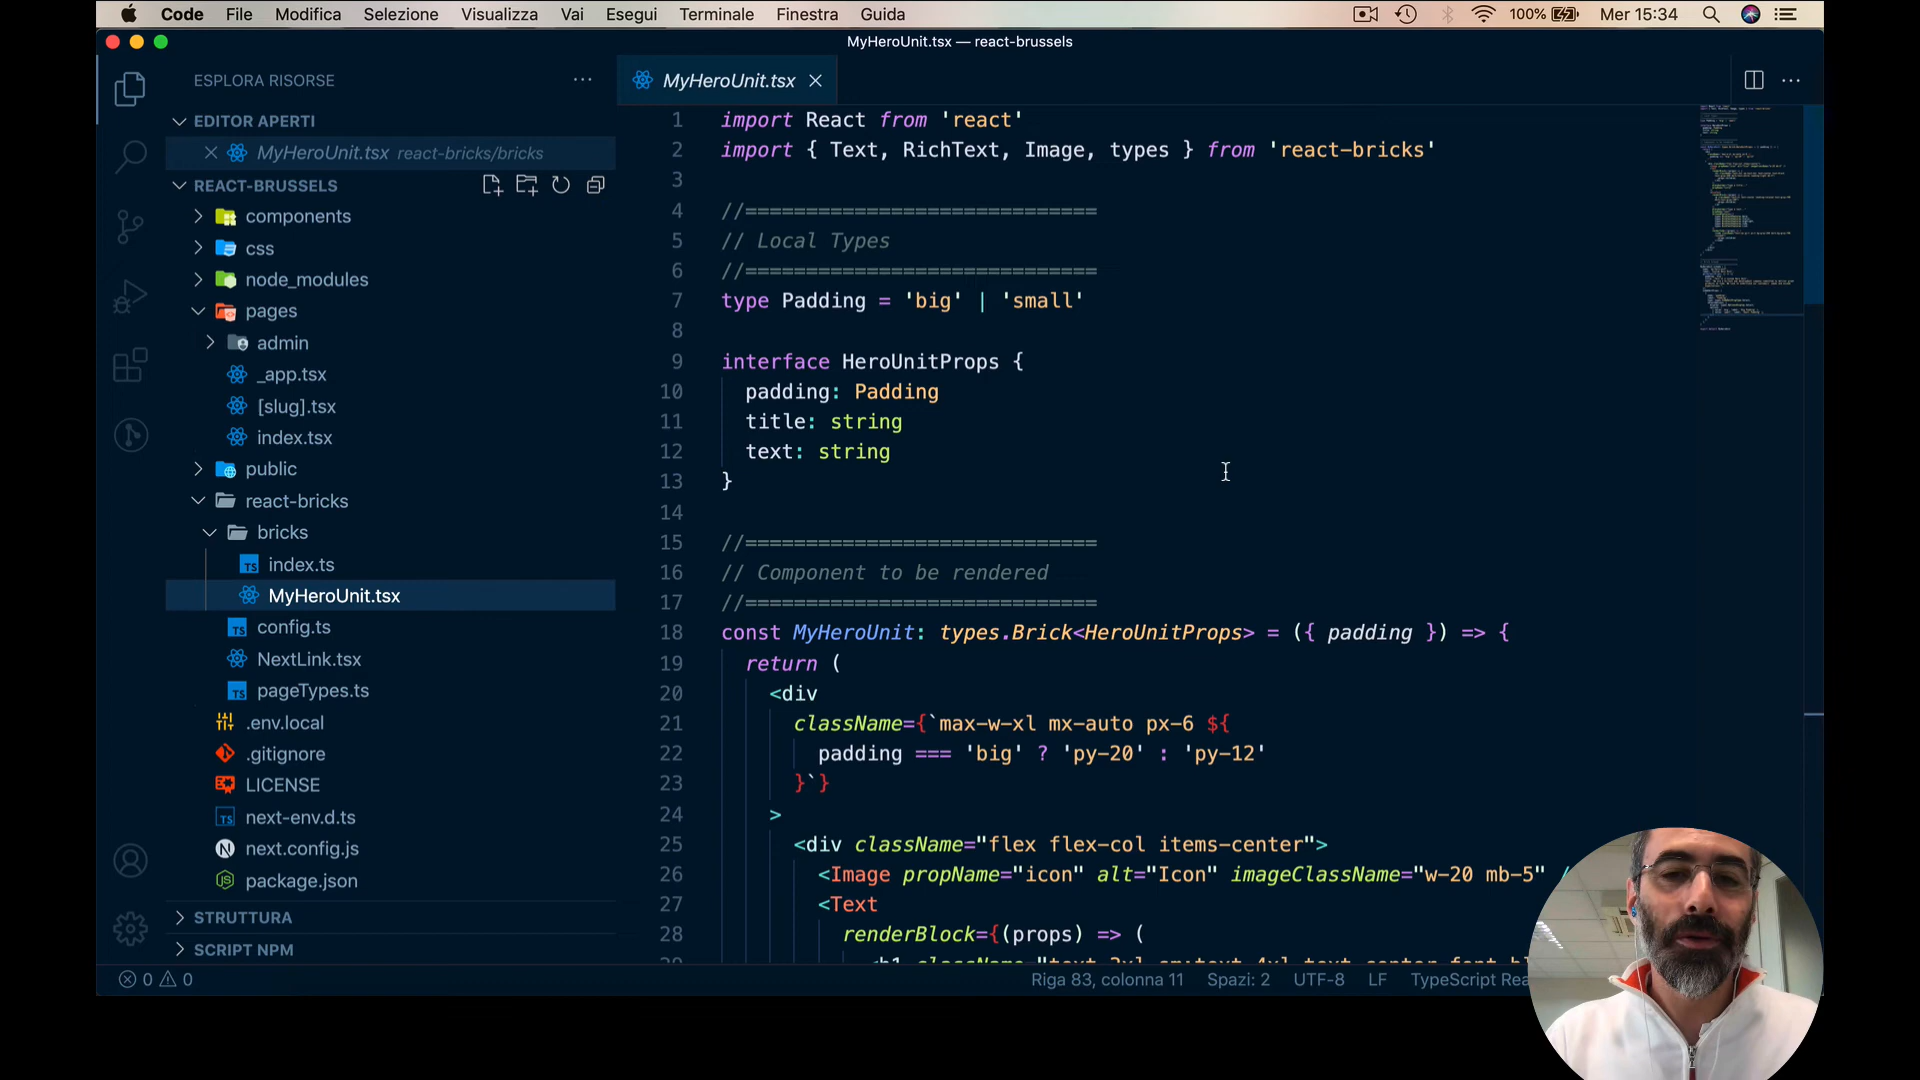 Code File Modifica Selezione Visualizza Vai Esegui Terminale Finestra Guida 100% Mer 15:34
MyHeroUnit.tsx — react-brussels
ESPLORA RISORSE
EDITOR APERTI
MyHeroUnit.tsx react-bricks/bricks
REACT-BRUSSELS
components
css
node_modules
pages
admin
_app.tsx
[slug].tsx
index.tsx
public
react-bricks
bricks
TS index.ts
MyHeroUnit.tsx
TS config.ts
NextLink.tsx
TS pageTypes.ts
.env.local
.gitignore
LICENSE
TS next-env.d.ts
N next.config.js
package.json
STRUTTURA
SCRIPT NPM
MyHeroUnit.tsx
1 import React from 'react'
2 import { Text, RichText, Image, types } from 'react-bricks'
3
4 //=============================
5 // Local Types
6 //=============================
7 type Padding = 'big' | 'small'
8
9 interface HeroUnitProps {
10 padding: Padding
11 title: string
12 text: string
13 }
14
15 //=============================
16 // Component to be rendered
17 //=============================
18 const MyHeroUnit: types.Brick<HeroUnitProps> = ({ padding }) => {
19 return (
20 <div
21 className={`max-w-xl mx-auto px-6 ${
22 padding === 'big' ? 'py-20' : 'py-12'
23 }`}
24 >
25 <div className="flex flex-col items-center">
26 <Image propName="icon" alt="Icon" imageClassName="w-20 mb-5" /
27 <Text
28 renderBlock={(props) => (
0 0 Riga 83, colonna 11 Spazi: 2 UTF-8 LF TypeScript Rea